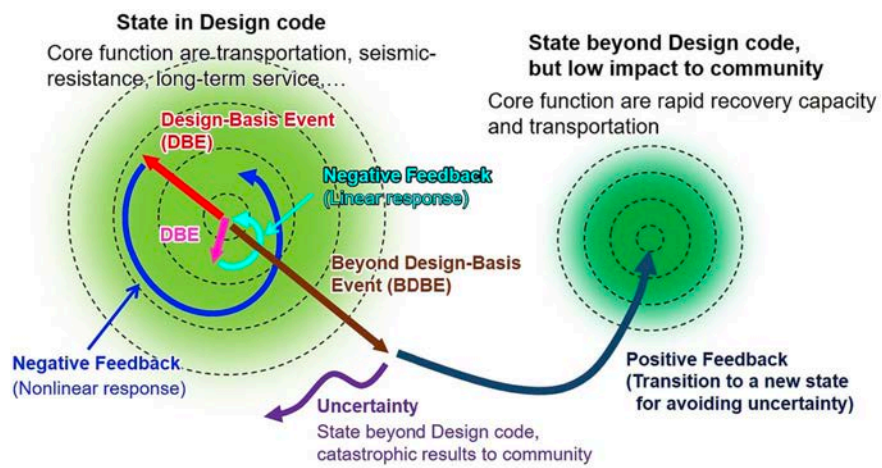 State in Design code
Core function are transportation, seismic-
resistance, long-term service,…
Design-Basis Event
(DBE)
Negative Feedback
(Linear response)
DBE
Beyond Design-Basis
Event (BDBE)
Negative Feedback
(Nonlinear response)
Uncertainty
State beyond Design code,
catastrophic results to community
State beyond Design code,
but low impact to community
Core function are rapid recovery capacity
and transportation
Positive Feedback
(Transition to a new state
for avoiding uncertainty)